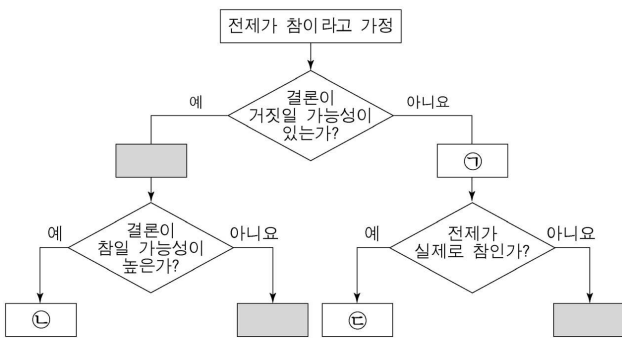 전제가 참이라고 가정
예
결론이
거짓일 가능성이
있는가?
아니요
㉠
예
결론이
참일 가능성이
높은가?
아니요
예
전제가
실제로 참인가?
아니요
㉡
㉢